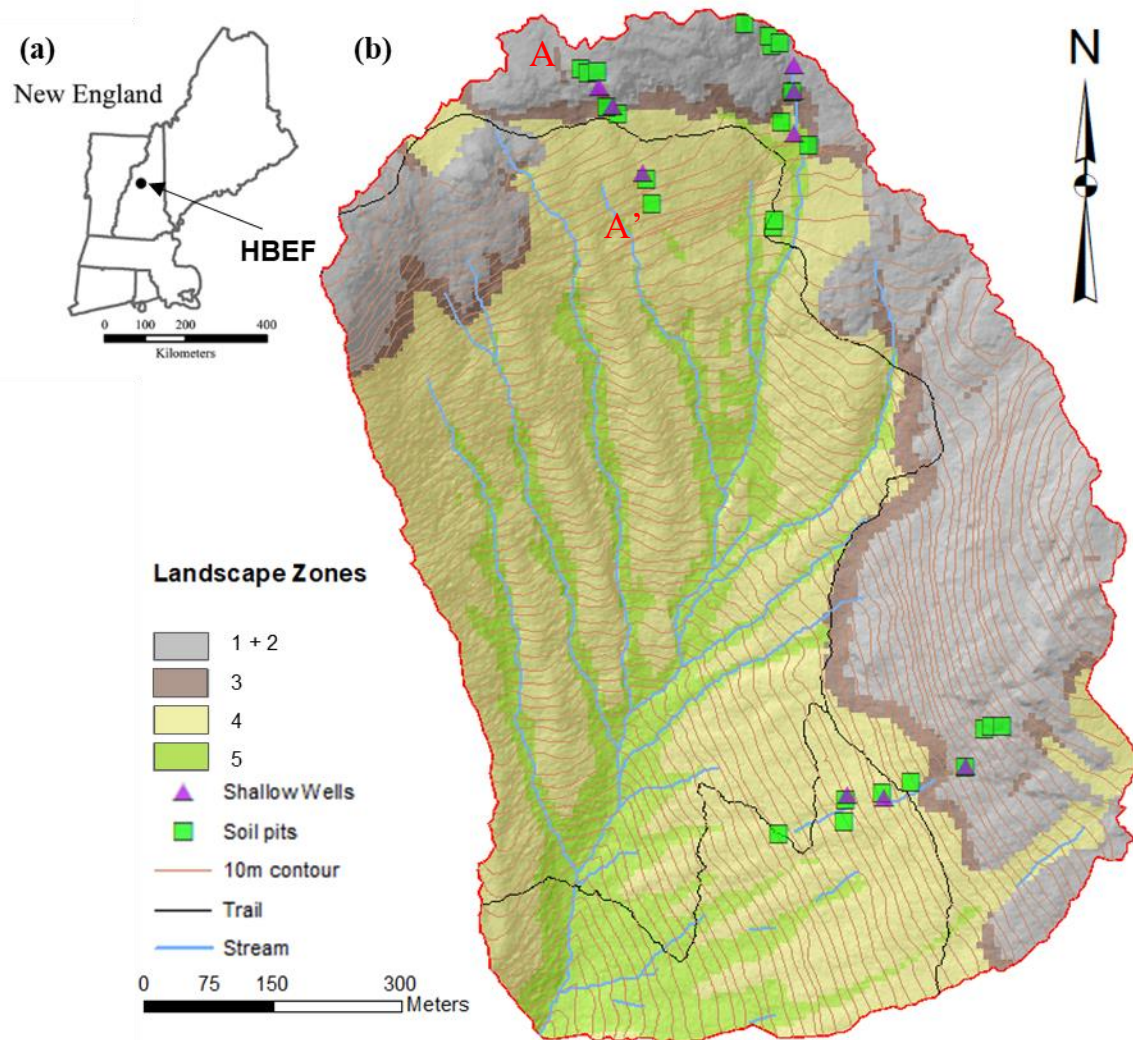 (a)
New England
HBEF
0 100 200 400
Kilometers
(b)
A
A’
N
Landscape Zones
1 + 2
3
4
5
Shallow Wells
Soil pits
10m contour
Trail
Stream
0 75 150 300
Meters